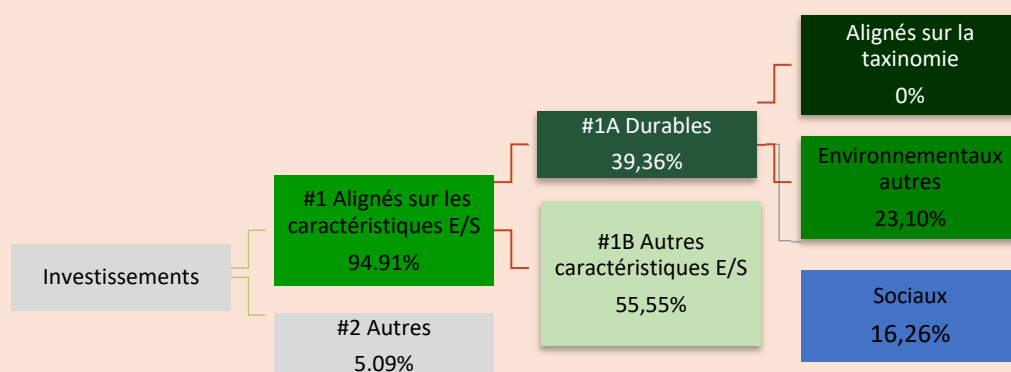 Investissements
#1 Alignés sur les
caractéristiques E/S
94.91%
#2 Autres
5.09%
#1A Durables
39,36%
#1B Autres
caractéristiques E/S
55,55%
Alignés sur la
taxinomie
0%
Environnementaux
autres
23,10%
Sociaux
16,26%